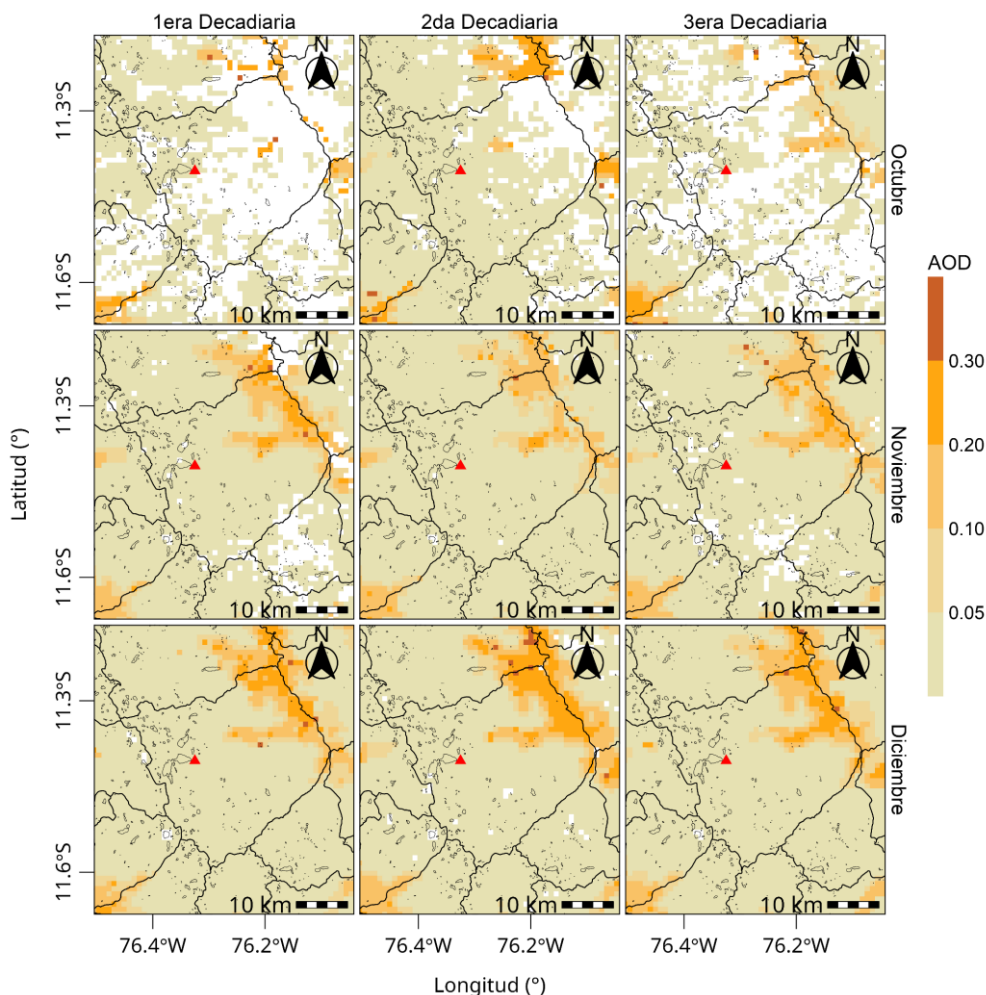 1era Decadiaria
2da Decadiaria
3era Decadiaria
N
N
N
11.3°S
11.6°S
10 km
10 km
10 km
Octubre
N
N
N
11.3°S
11.6°S
10 km
10 km
10 km
Noviembre
N
N
N
11.3°S
11.6°S
10 km
10 km
10 km
Diciembre
Latitud (°)
AOD
0.30
0.20
0.10
0.05
76.4°W
76.2°W
76.4°W
76.2°W
76.4°W
76.2°W
Longitud (°)